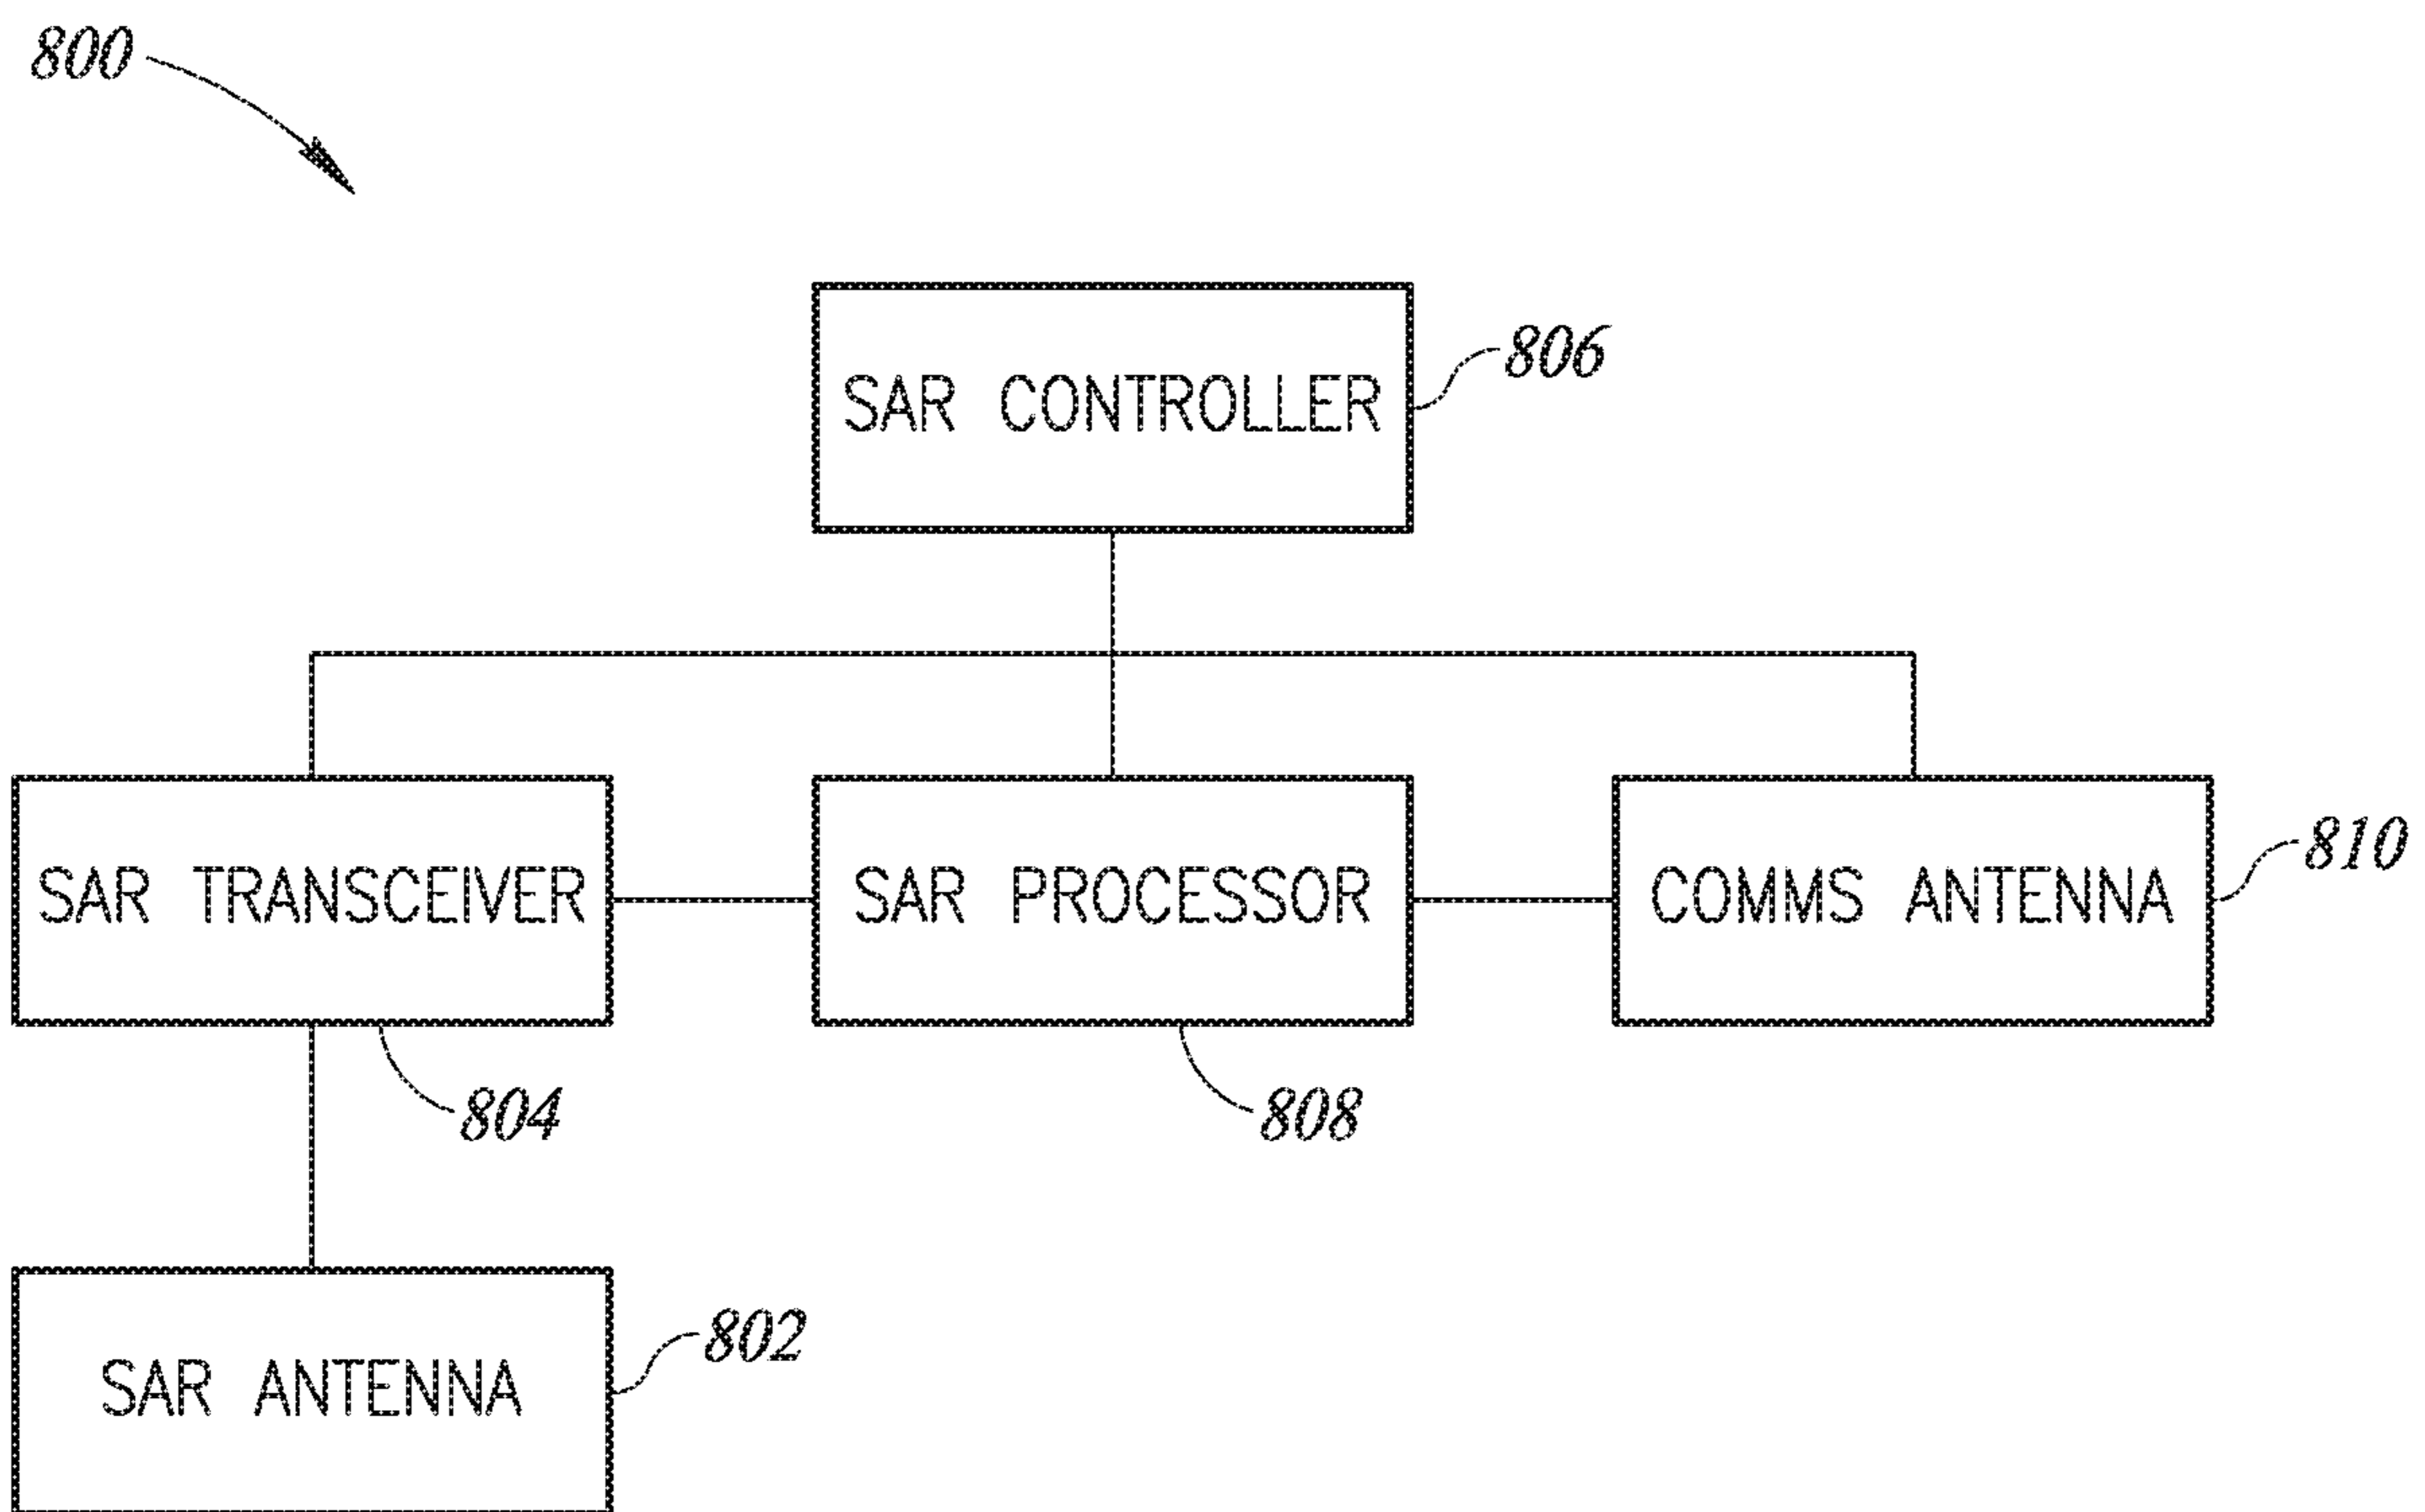 800
SAR CONTROLLER
806
SAR TRANSCEIVER
SAR PROCESSOR
COMMS ANTENNA
810
804
808
SAR ANTENNA
802